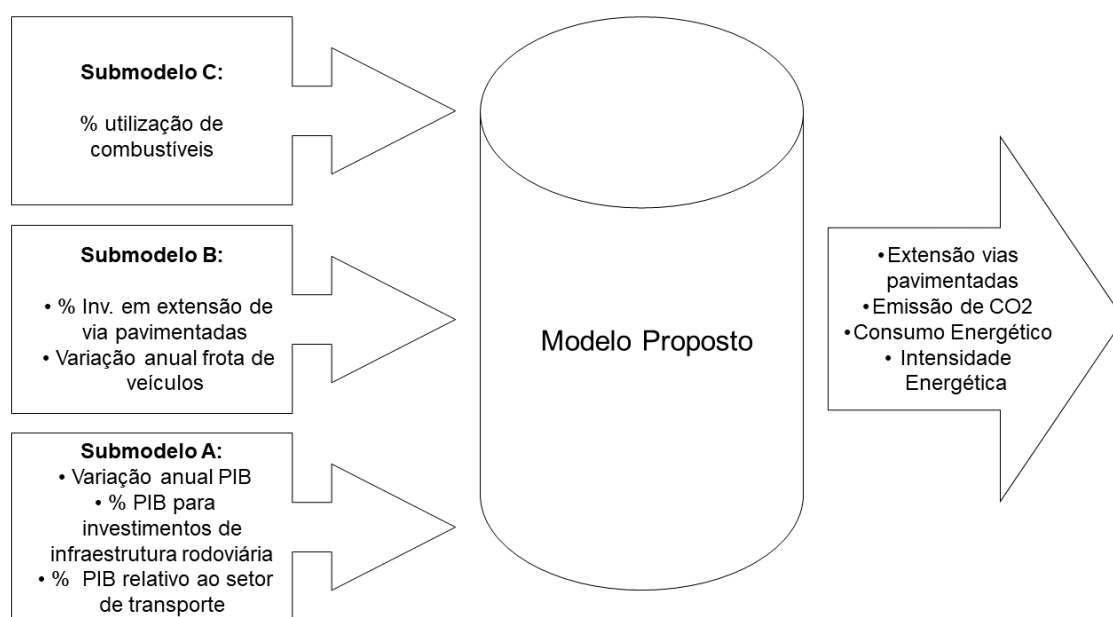 Submodelo C:
% utilização de
combustíveis
Submodelo B:
• % Inv. em extensão de
via pavimentadas
• Variação anual frota de
veículos
Submodelo A:
• Variação anual PIB
• % PIB para
investimentos de
infraestrutura rodoviária
• % PIB relativo ao setor
de transporte
Modelo Proposto
•Extensão vias
pavimentadas
•Emissão de CO2
•Consumo Energético
• Intensidade
Energética